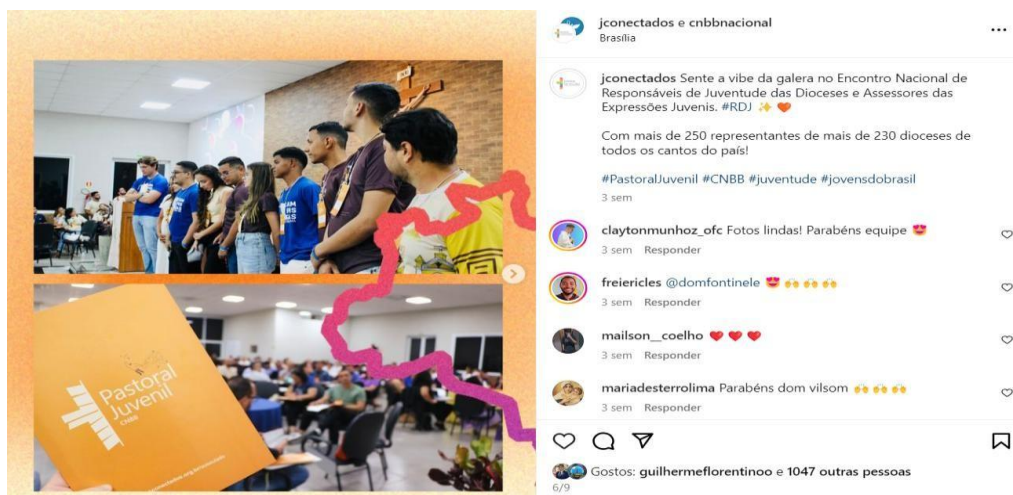 jconectados e cnbbnacional
Brasília
jconectados Sente a vibe da galera no Encontro Nacional de
Responsáveis de Juventude das Dioceses e Assessores das
Expressões Juvenis. #RDJ ✨ ❤️
Com mais de 250 representantes de mais de 230 dioceses de
todos os cantos do país!
#PastoralJuvenil #CNBB #juventude #jovensdobrasil
3 sem
claytonmunhoz_ofc Fotos lindas! Parabéns equipe 😍
3 sem Responder
freiericles @domfontinele 😍 🙌 🙌 🙌
3 sem Responder
mailson__coelho ❤️ ❤️ ❤️
3 sem Responder
mariadesterrolima Parabéns dom vilsom 🙌 🙌 🙌
3 sem Responder
Gostos: guilhermeflorentinoo e 1047 outras pessoas
6/9
Pastoral
Juvenil
CNBB